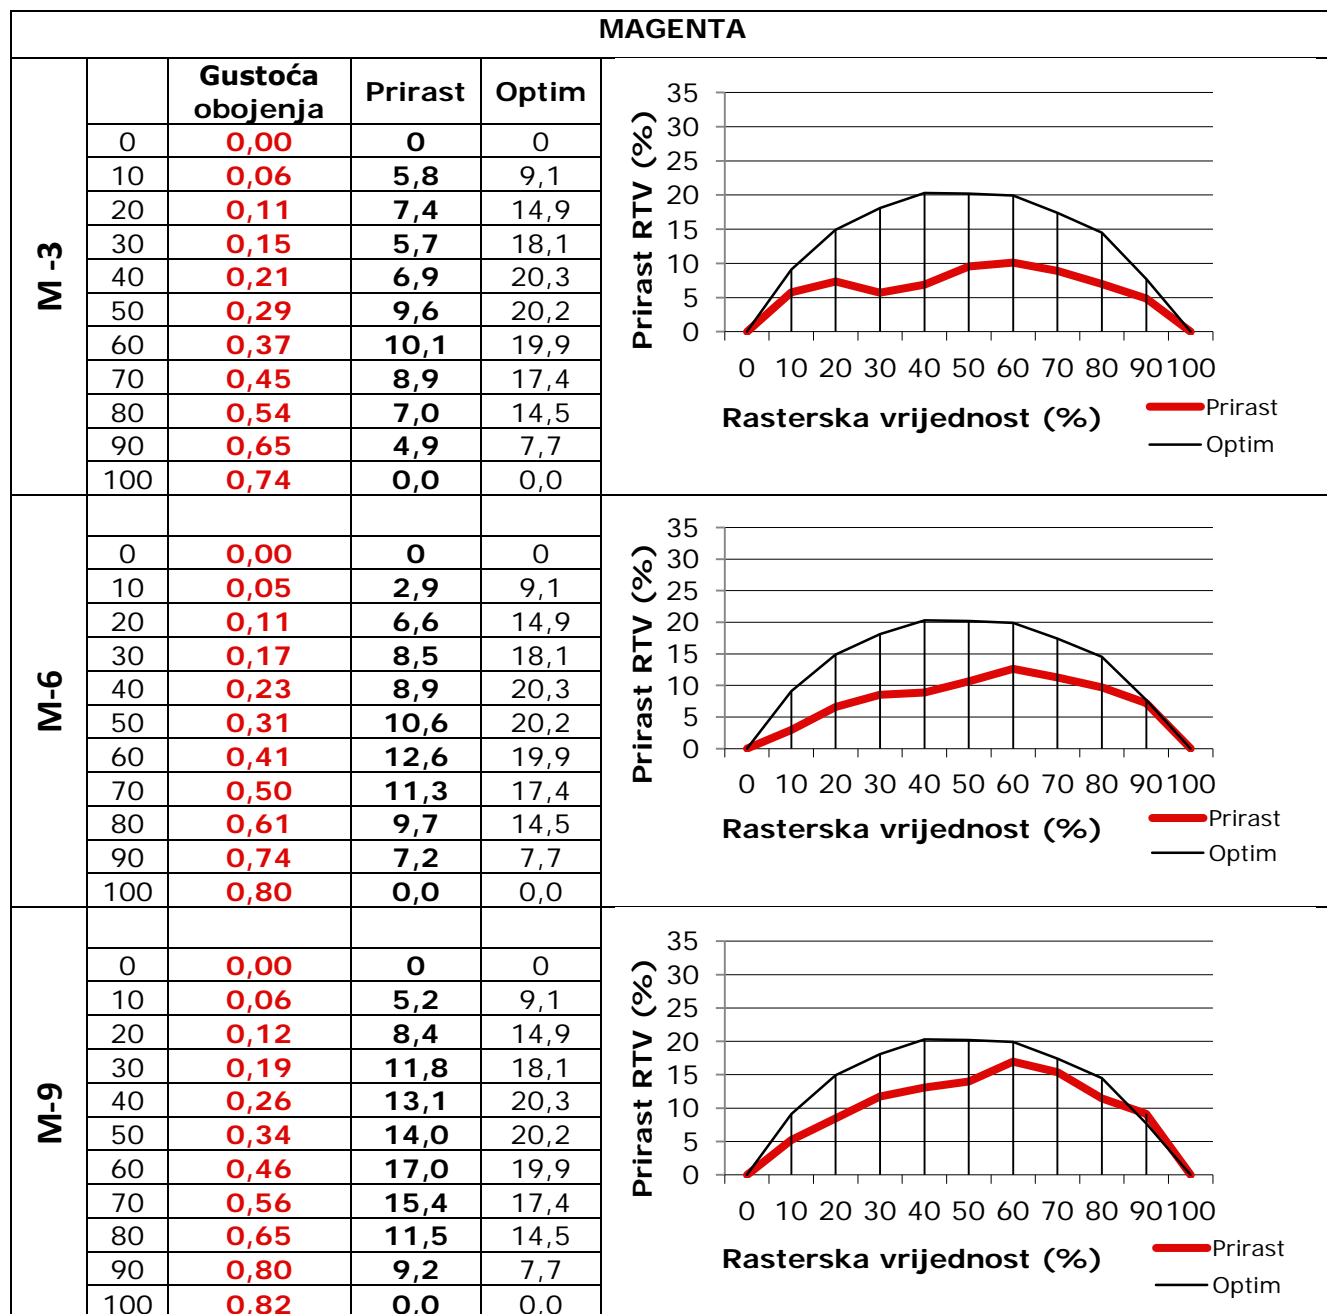 MAGENTA
M -3
Gustoća obojenja Prirast Optim
0 0,00 0 0
10 0,06 5,8 9,1
20 0,11 7,4 14,9
30 0,15 5,7 18,1
40 0,21 6,9 20,3
50 0,29 9,6 20,2
60 0,37 10,1 19,9
70 0,45 8,9 17,4
80 0,54 7,0 14,5
90 0,65 4,9 7,7
100 0,74 0,0 0,0
Prirast RTV (%)
35
30
25
20
15
10
5
0
0 10 20 30 40 50 60 70 80 90 100
Rasterska vrijednost (%)
Prirast
Optim
M-6
0 0,00 0 0
10 0,05 2,9 9,1
20 0,11 6,6 14,9
30 0,17 8,5 18,1
40 0,23 8,9 20,3
50 0,31 10,6 20,2
60 0,41 12,6 19,9
70 0,50 11,3 17,4
80 0,61 9,7 14,5
90 0,74 7,2 7,7
100 0,80 0,0 0,0
Prirast RTV (%)
35
30
25
20
15
10
5
0
0 10 20 30 40 50 60 70 80 90 100
Rasterska vrijednost (%)
Prirast
Optim
M-9
0 0,00 0 0
10 0,06 5,2 9,1
20 0,12 8,4 14,9
30 0,19 11,8 18,1
40 0,26 13,1 20,3
50 0,34 14,0 20,2
60 0,46 17,0 19,9
70 0,56 15,4 17,4
80 0,65 11,5 14,5
90 0,80 9,2 7,7
100 0,82 0,0 0,0
Prirast RTV (%)
35
30
25
20
15
10
5
0
0 10 20 30 40 50 60 70 80 90 100
Rasterska vrijednost (%)
Prirast
Optim